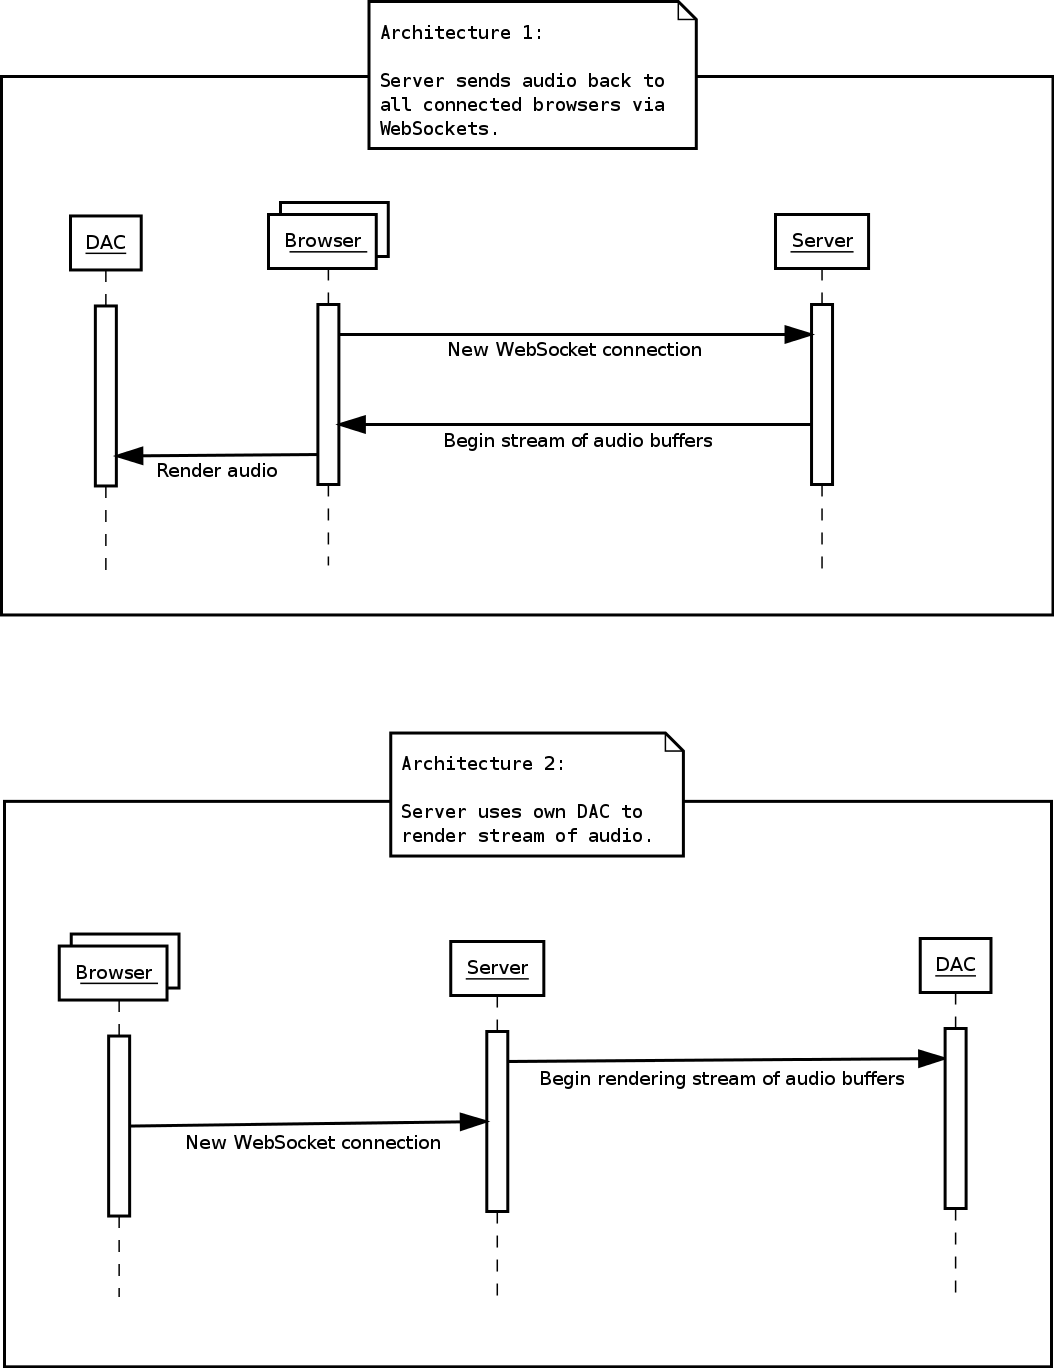 Architecture 1:
Server sends audio back to
all connected browsers via
WebSockets.
DAC
Browser
Server
New WebSocket connection
Begin stream of audio buffers
Render audio
Architecture 2:
Server uses own DAC to
render stream of audio.
Browser
Server
DAC
Begin rendering stream of audio buffers
New WebSocket connection